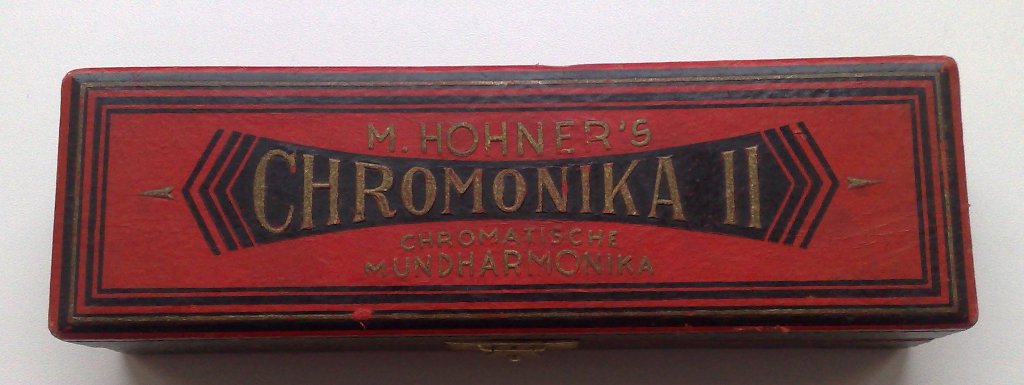 M. HOHNER'S
CHROMONIKA II
CHROMATISCHE
MUNDHARMONIKA